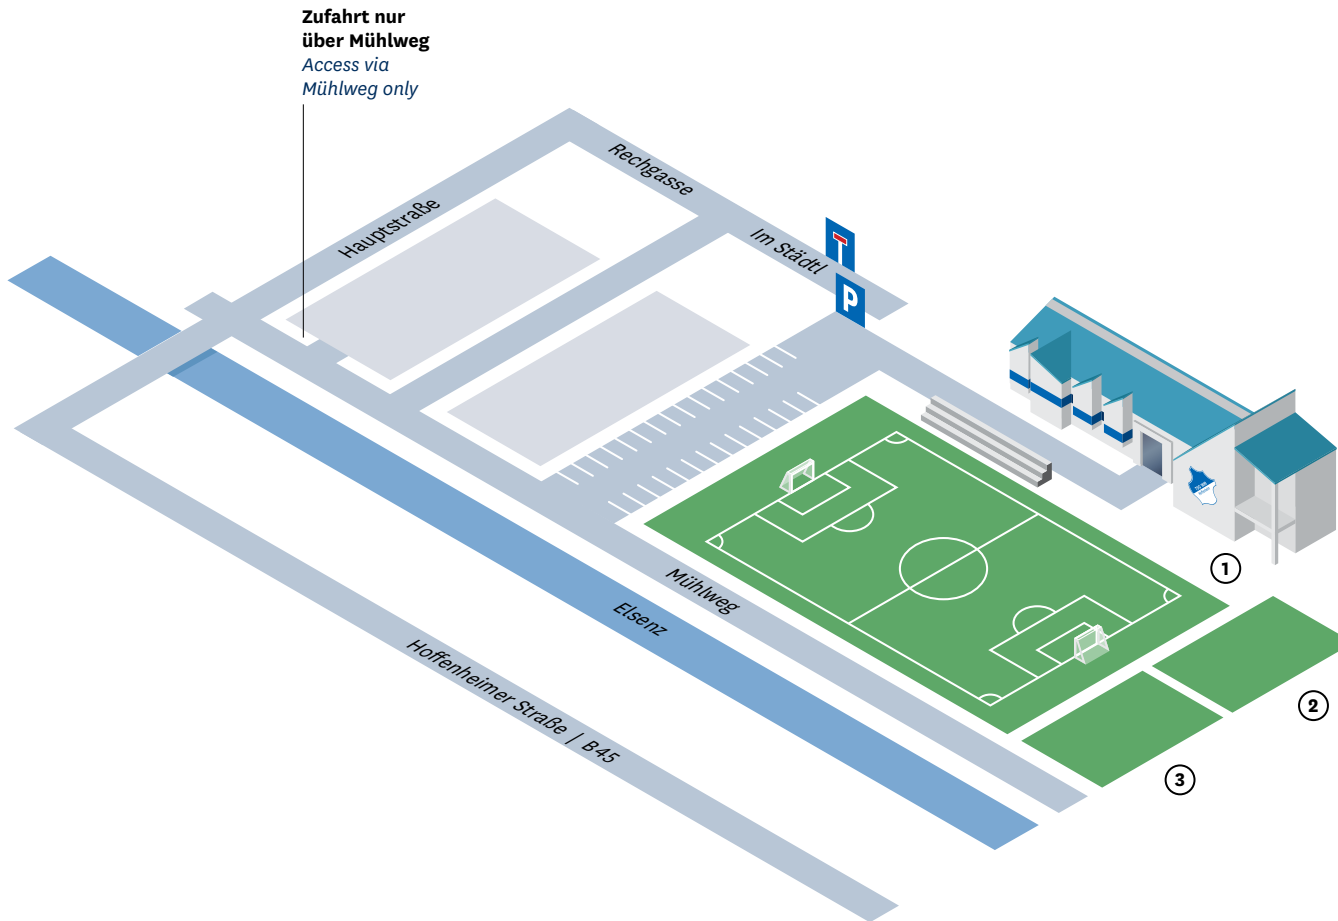 Zufahrt nur
über Mühlweg
Access via
Mühlweg only
Rechgasse
Hauptstraße
Im Städtl
P
Mühlweg
Elsenz
Hoffenheimer Straße | B45
1
2
3